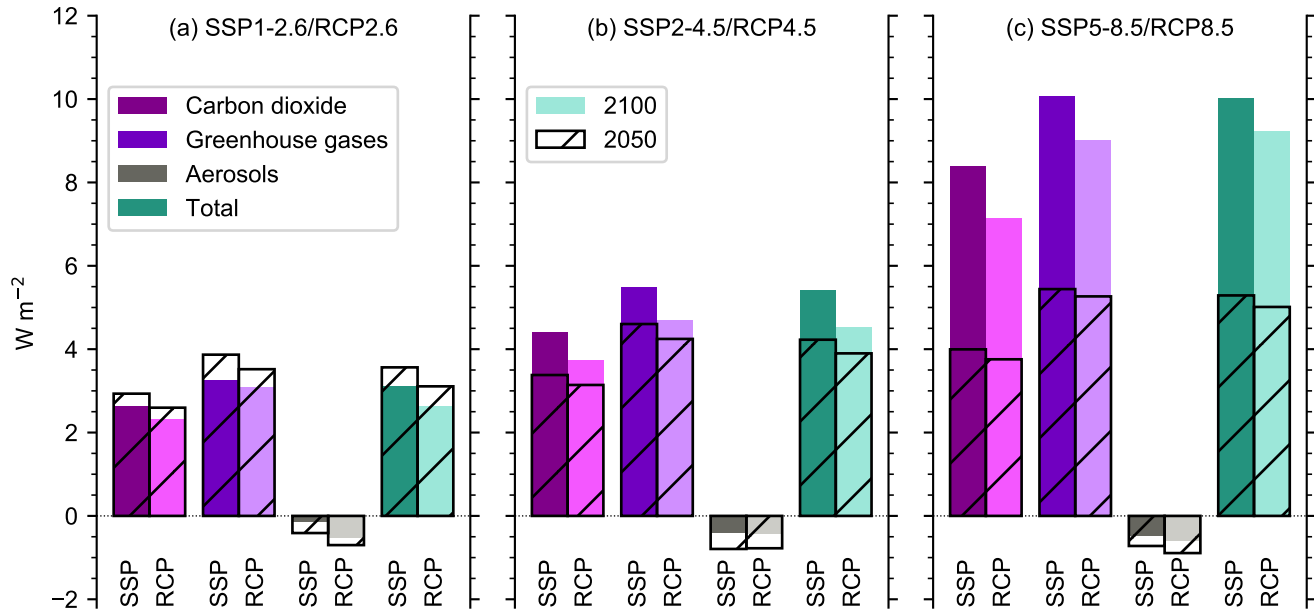 (a) SSP1-2.6/RCP2.6
(b) SSP2-4.5/RCP4.5
(c) SSP5-8.5/RCP8.5
12
10
8
6
4
2
0
−2
W m−2
Carbon dioxide
Greenhouse gases
Aerosols
Total
2100
2050
SSP
RCP
SSP
RCP
SSP
RCP
SSP
RCP
SSP
RCP
SSP
RCP
SSP
RCP
SSP
RCP
SSP
RCP
SSP
RCP
SSP
RCP
SSP
RCP